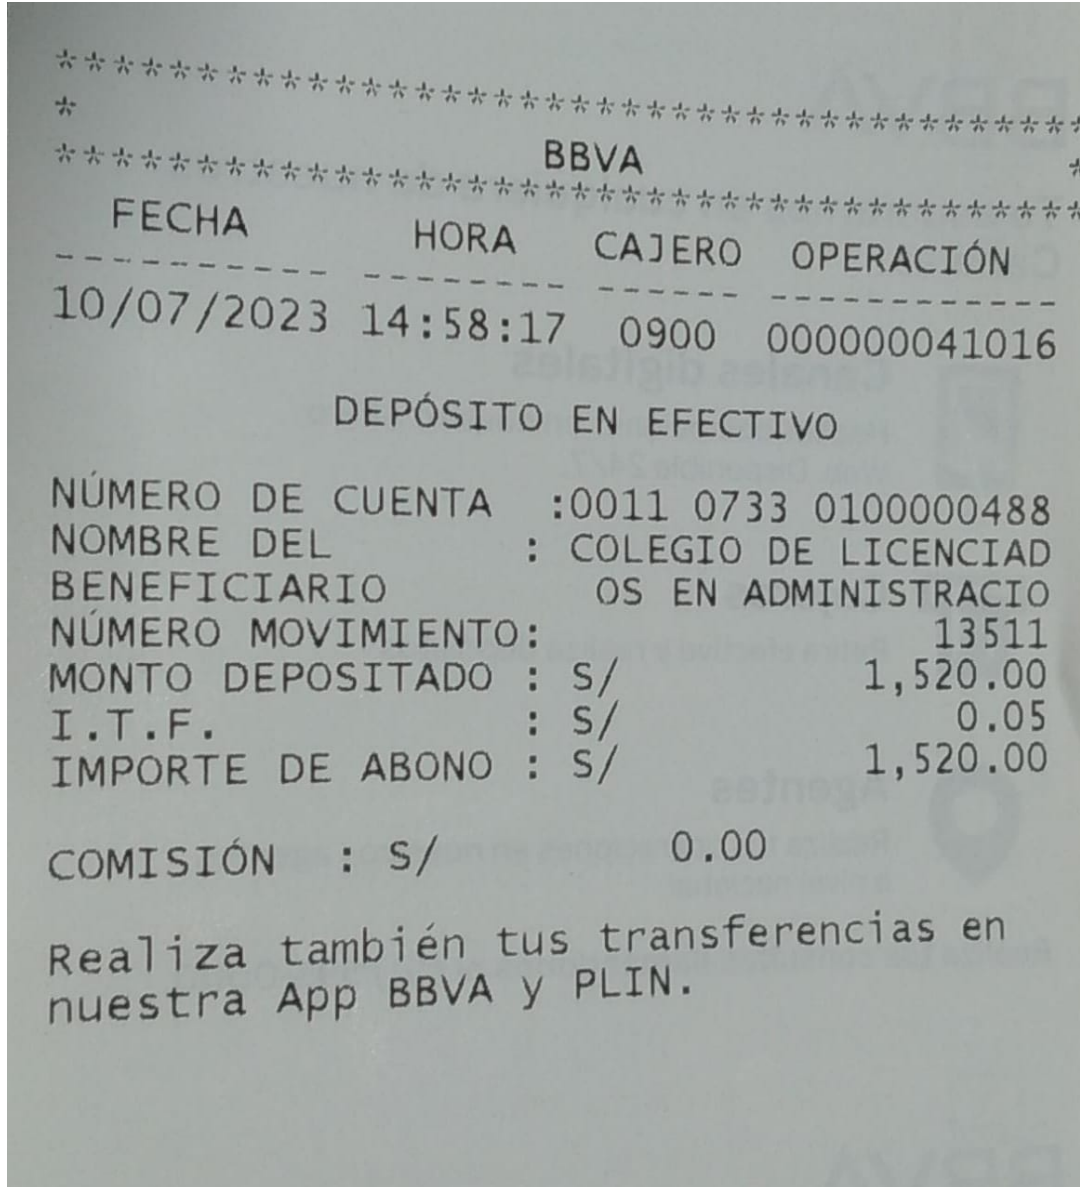 ****************************************
* BBVA *
****************************************
FECHA HORA CAJERO OPERACIÓN
---------- -------- ------ ------------
10/07/2023 14:58:17 0900 000000041016
DEPÓSITO EN EFECTIVO
NÚMERO DE CUENTA :0011 0733 0100000488
NOMBRE DEL : COLEGIO DE LICENCIAD
BENEFICIARIO OS EN ADMINISTRACIO
NÚMERO MOVIMIENTO: 13511
MONTO DEPOSITADO : S/ 1,520.00
I.T.F. : S/ 0.05
IMPORTE DE ABONO : S/ 1,520.00
COMISIÓN : S/ 0.00
Realiza también tus transferencias en
nuestra App BBVA y PLIN.